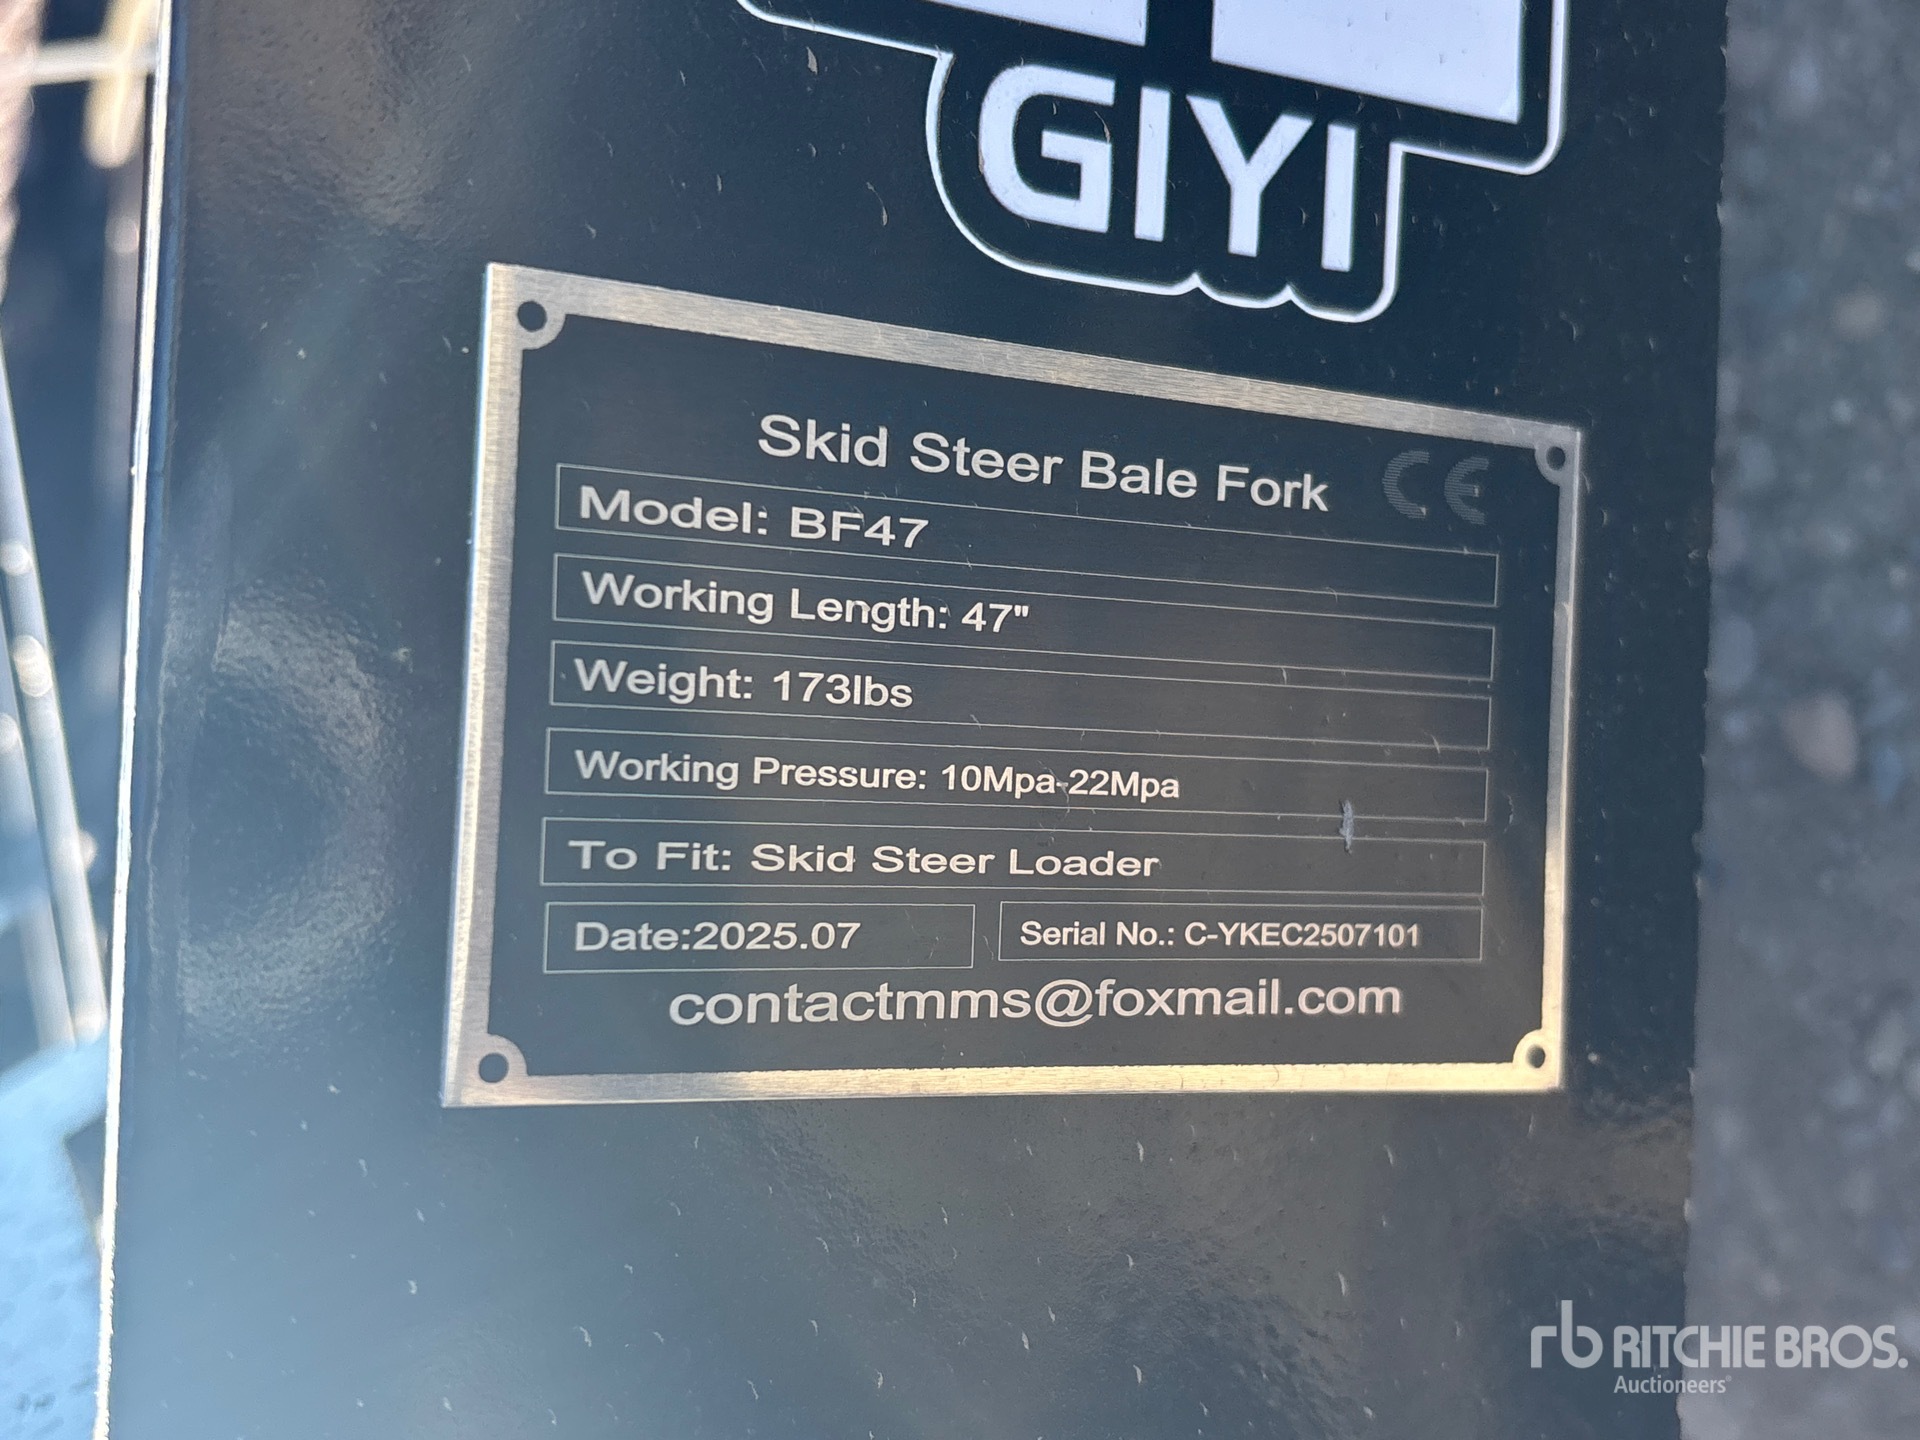 GIYI
Skid Steer Bale Fork CE
Model: BF47
Working Length: 47"
Weight: 173lbs
Working Pressure: 10Mpa-22Mpa
To Fit: Skid Steer Loader
Date:2025.07 Serial No.: C-YKEC2507101
contactmms@foxmail.com
rb RITCHIE BROS.
Auctioneers